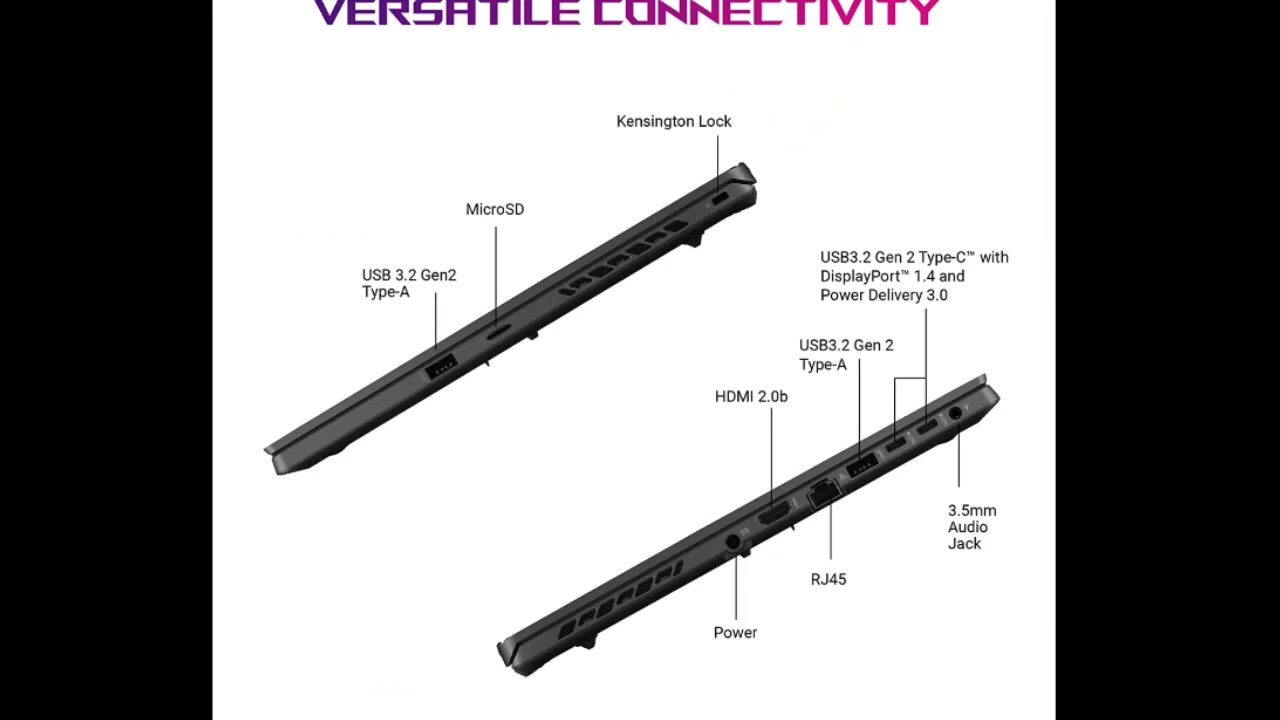 VERSATILE CONNECTIVITY
Kensington Lock
MicroSD
USB 3.2 Gen2
Type-A
USB3.2 Gen 2 Type-C™ with
DisplayPort™ 1.4 and
Power Delivery 3.0
USB3.2 Gen 2
Type-A
HDMI 2.0b
3.5mm
Audio
Jack
RJ45
Power